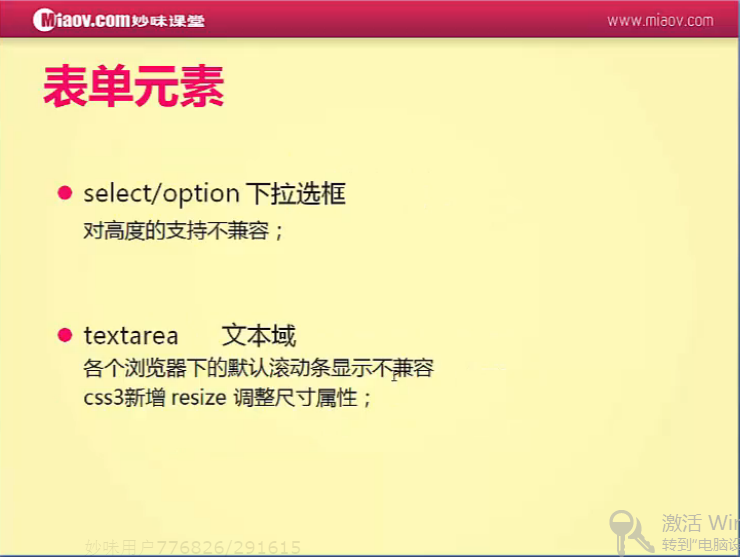 Miaov.com妙味课堂
www.miaov.com
表单元素
select/option 下拉选框
对高度的支持不兼容；
textarea 文本域
各个浏览器下的默认滚动条显示不兼容
css3新增 resize 调整尺寸属性；
激活 Win
转到“电脑设
妙味用户776826/291615